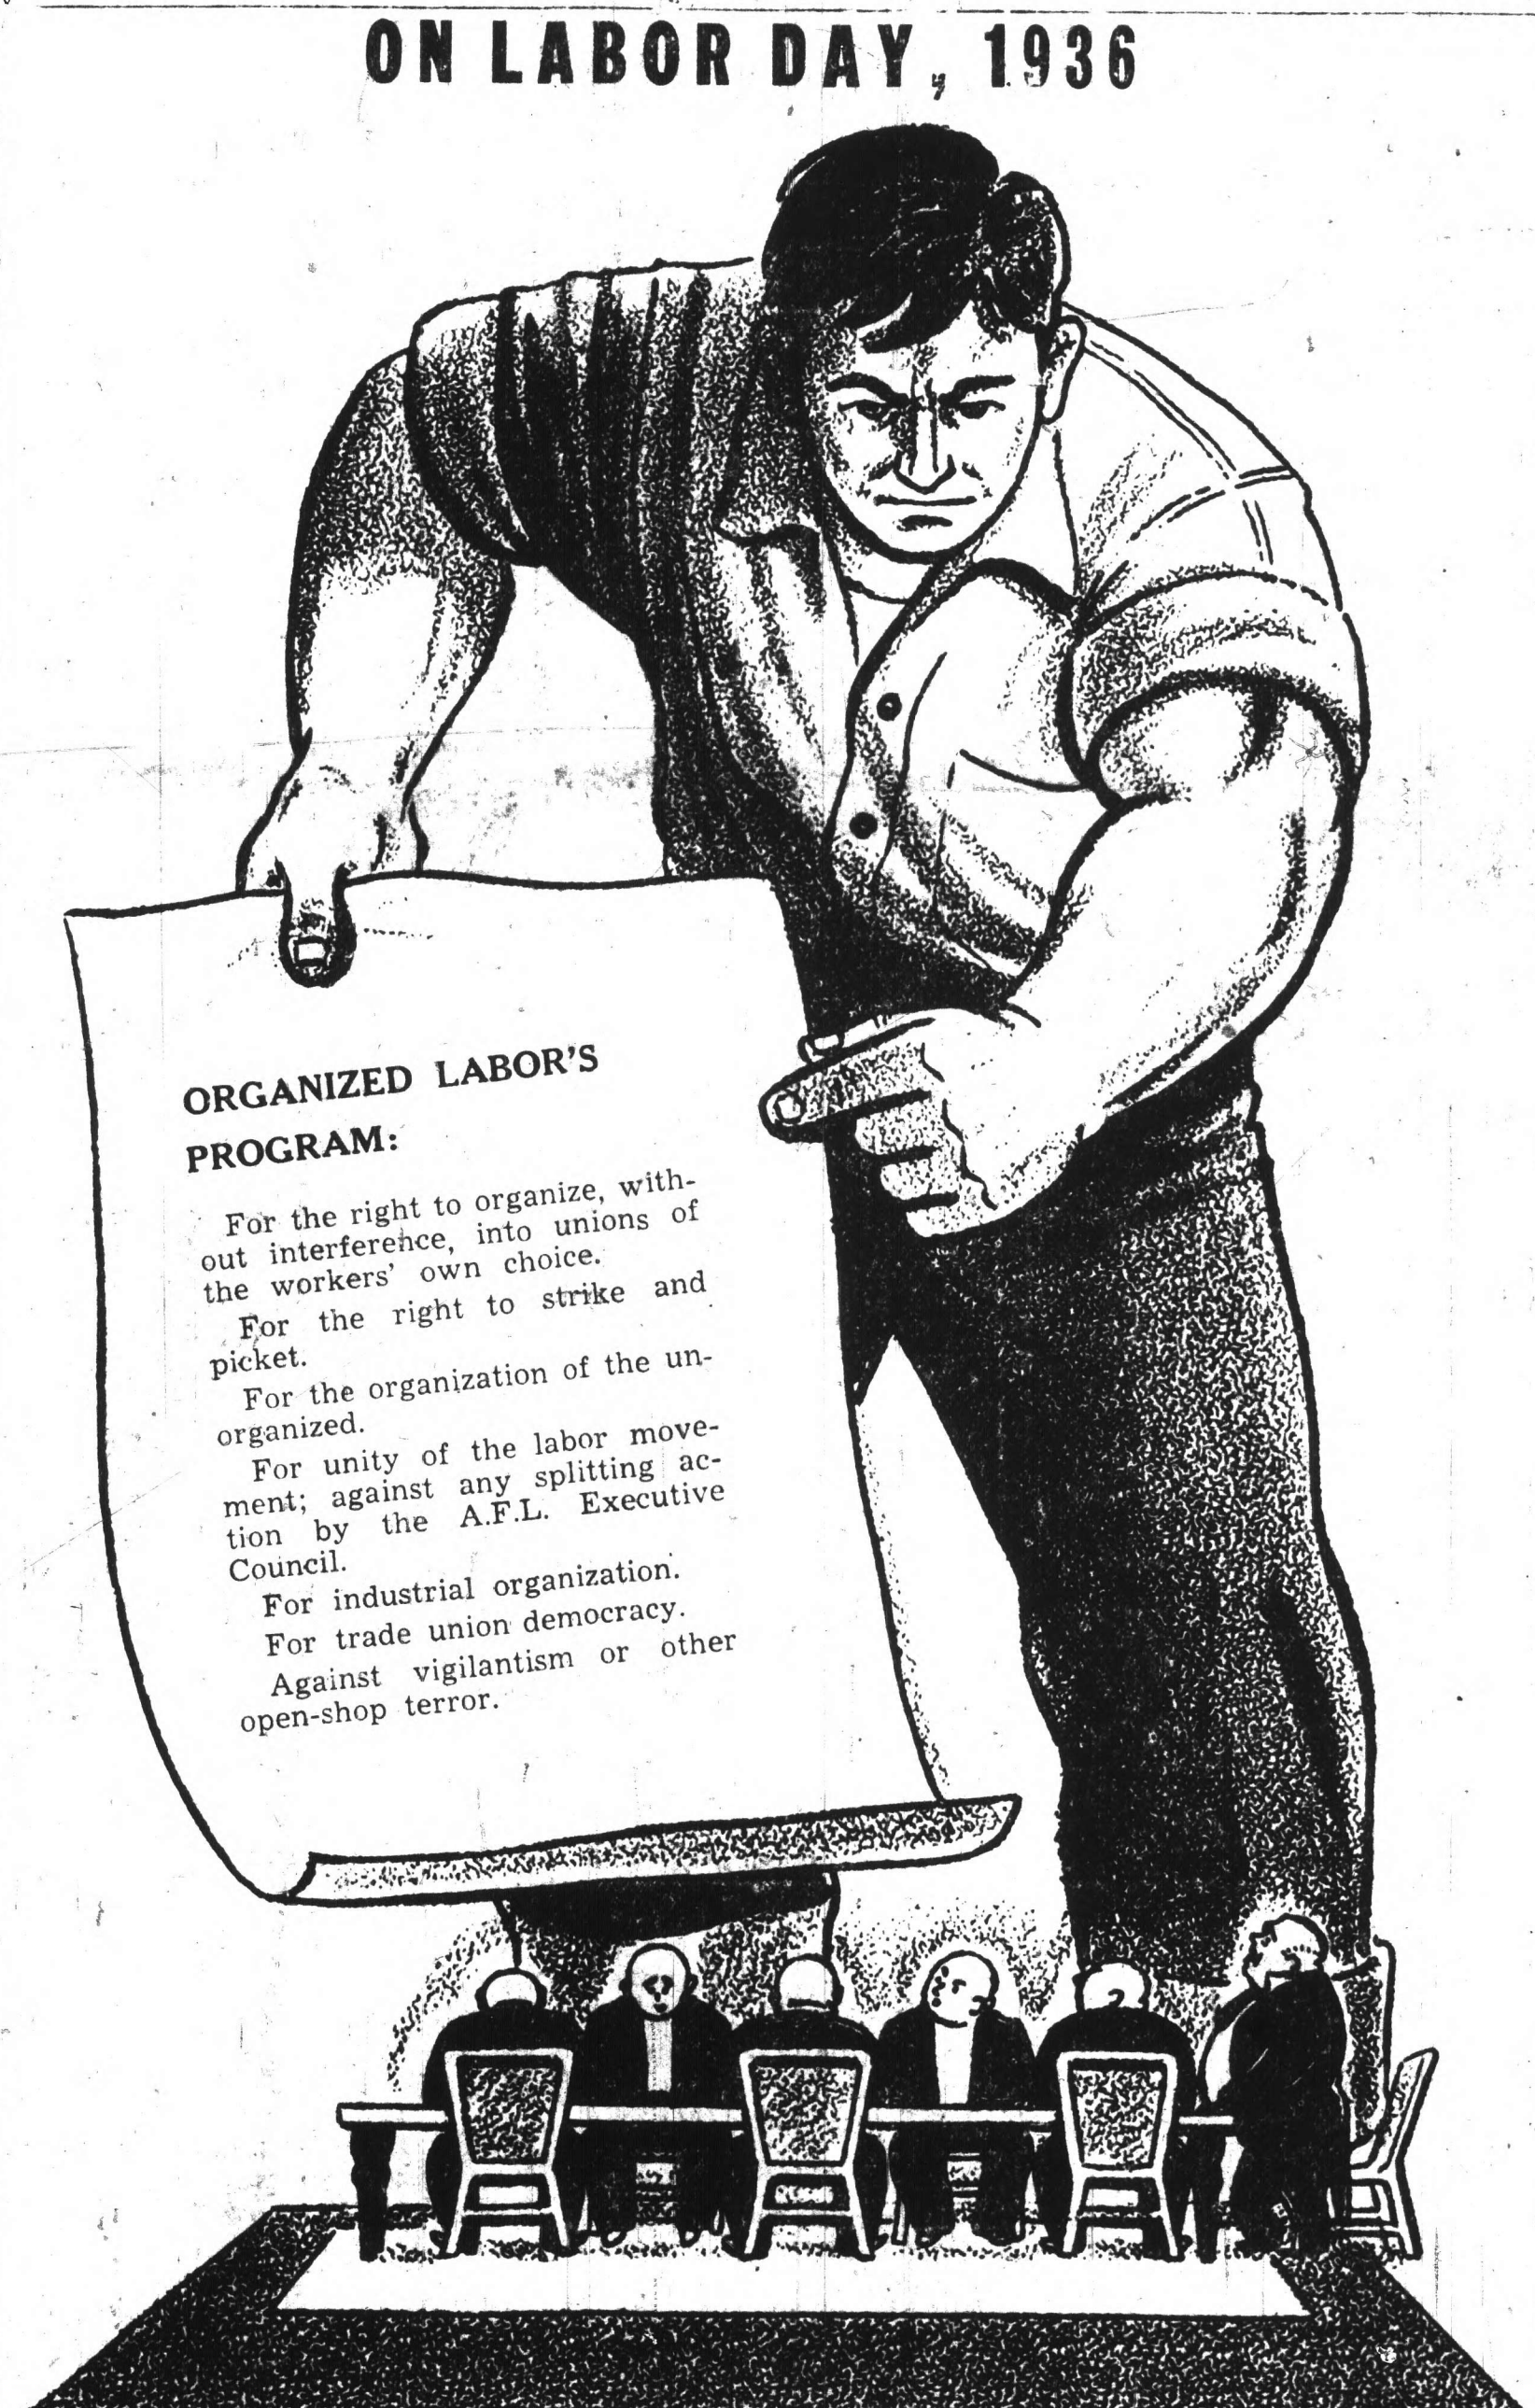 ON LABOR DAY, 1936
ORGANIZED LABOR'S
PROGRAM:
For the right to organize, with-
out interference, into unions of
the workers' own choice.
For the right to strike and
picket.
For the organization of the un-
organized.
For unity of the labor move-
ment; against any splitting ac-
tion by the A.F.L. Executive
Council.
For industrial organization.
For trade union democracy.
Against vigilantism or other
open-shop terror.